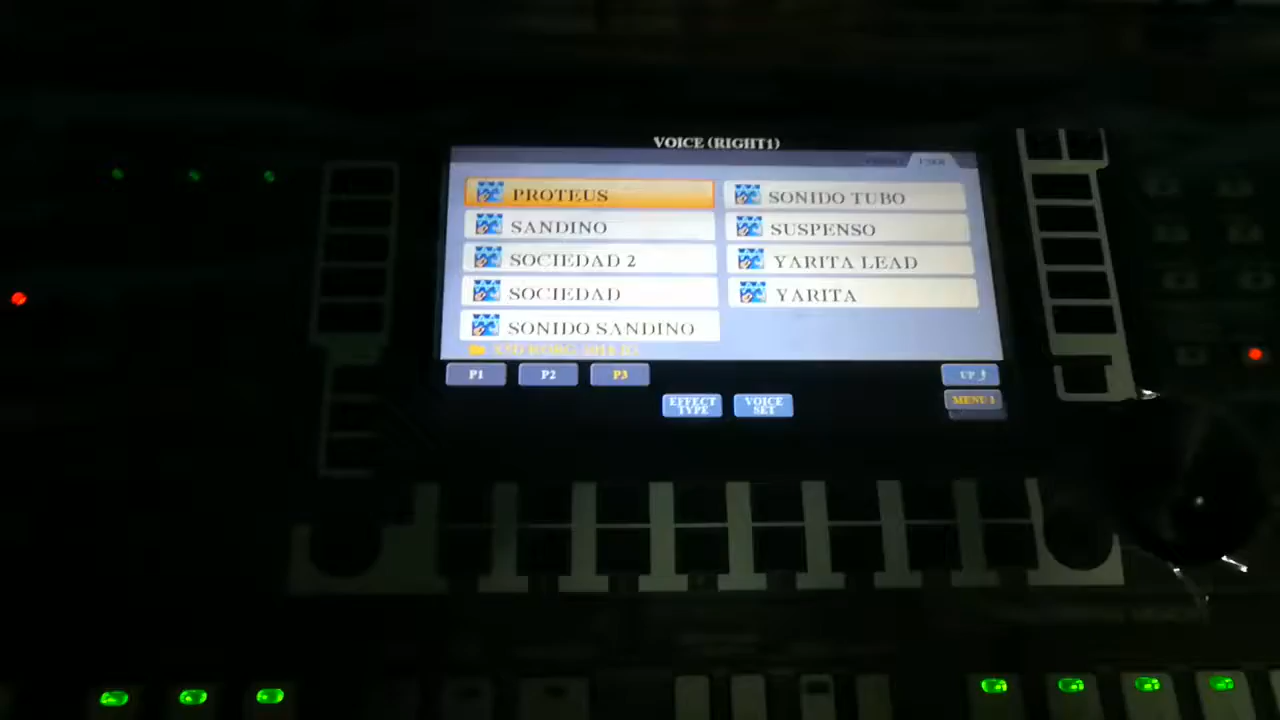 VOICE (RIGHT1)
USER
PROTEUS
SANDINO
SOCIEDAD 2
SOCIEDAD
SONIDO SANDINO
SONIDO TUBO
SUSPENSO
YARITA LEAD
YARITA
P1
P2
P3
UP
EFFECT
TYPE
VOICE
SET
MENU 1